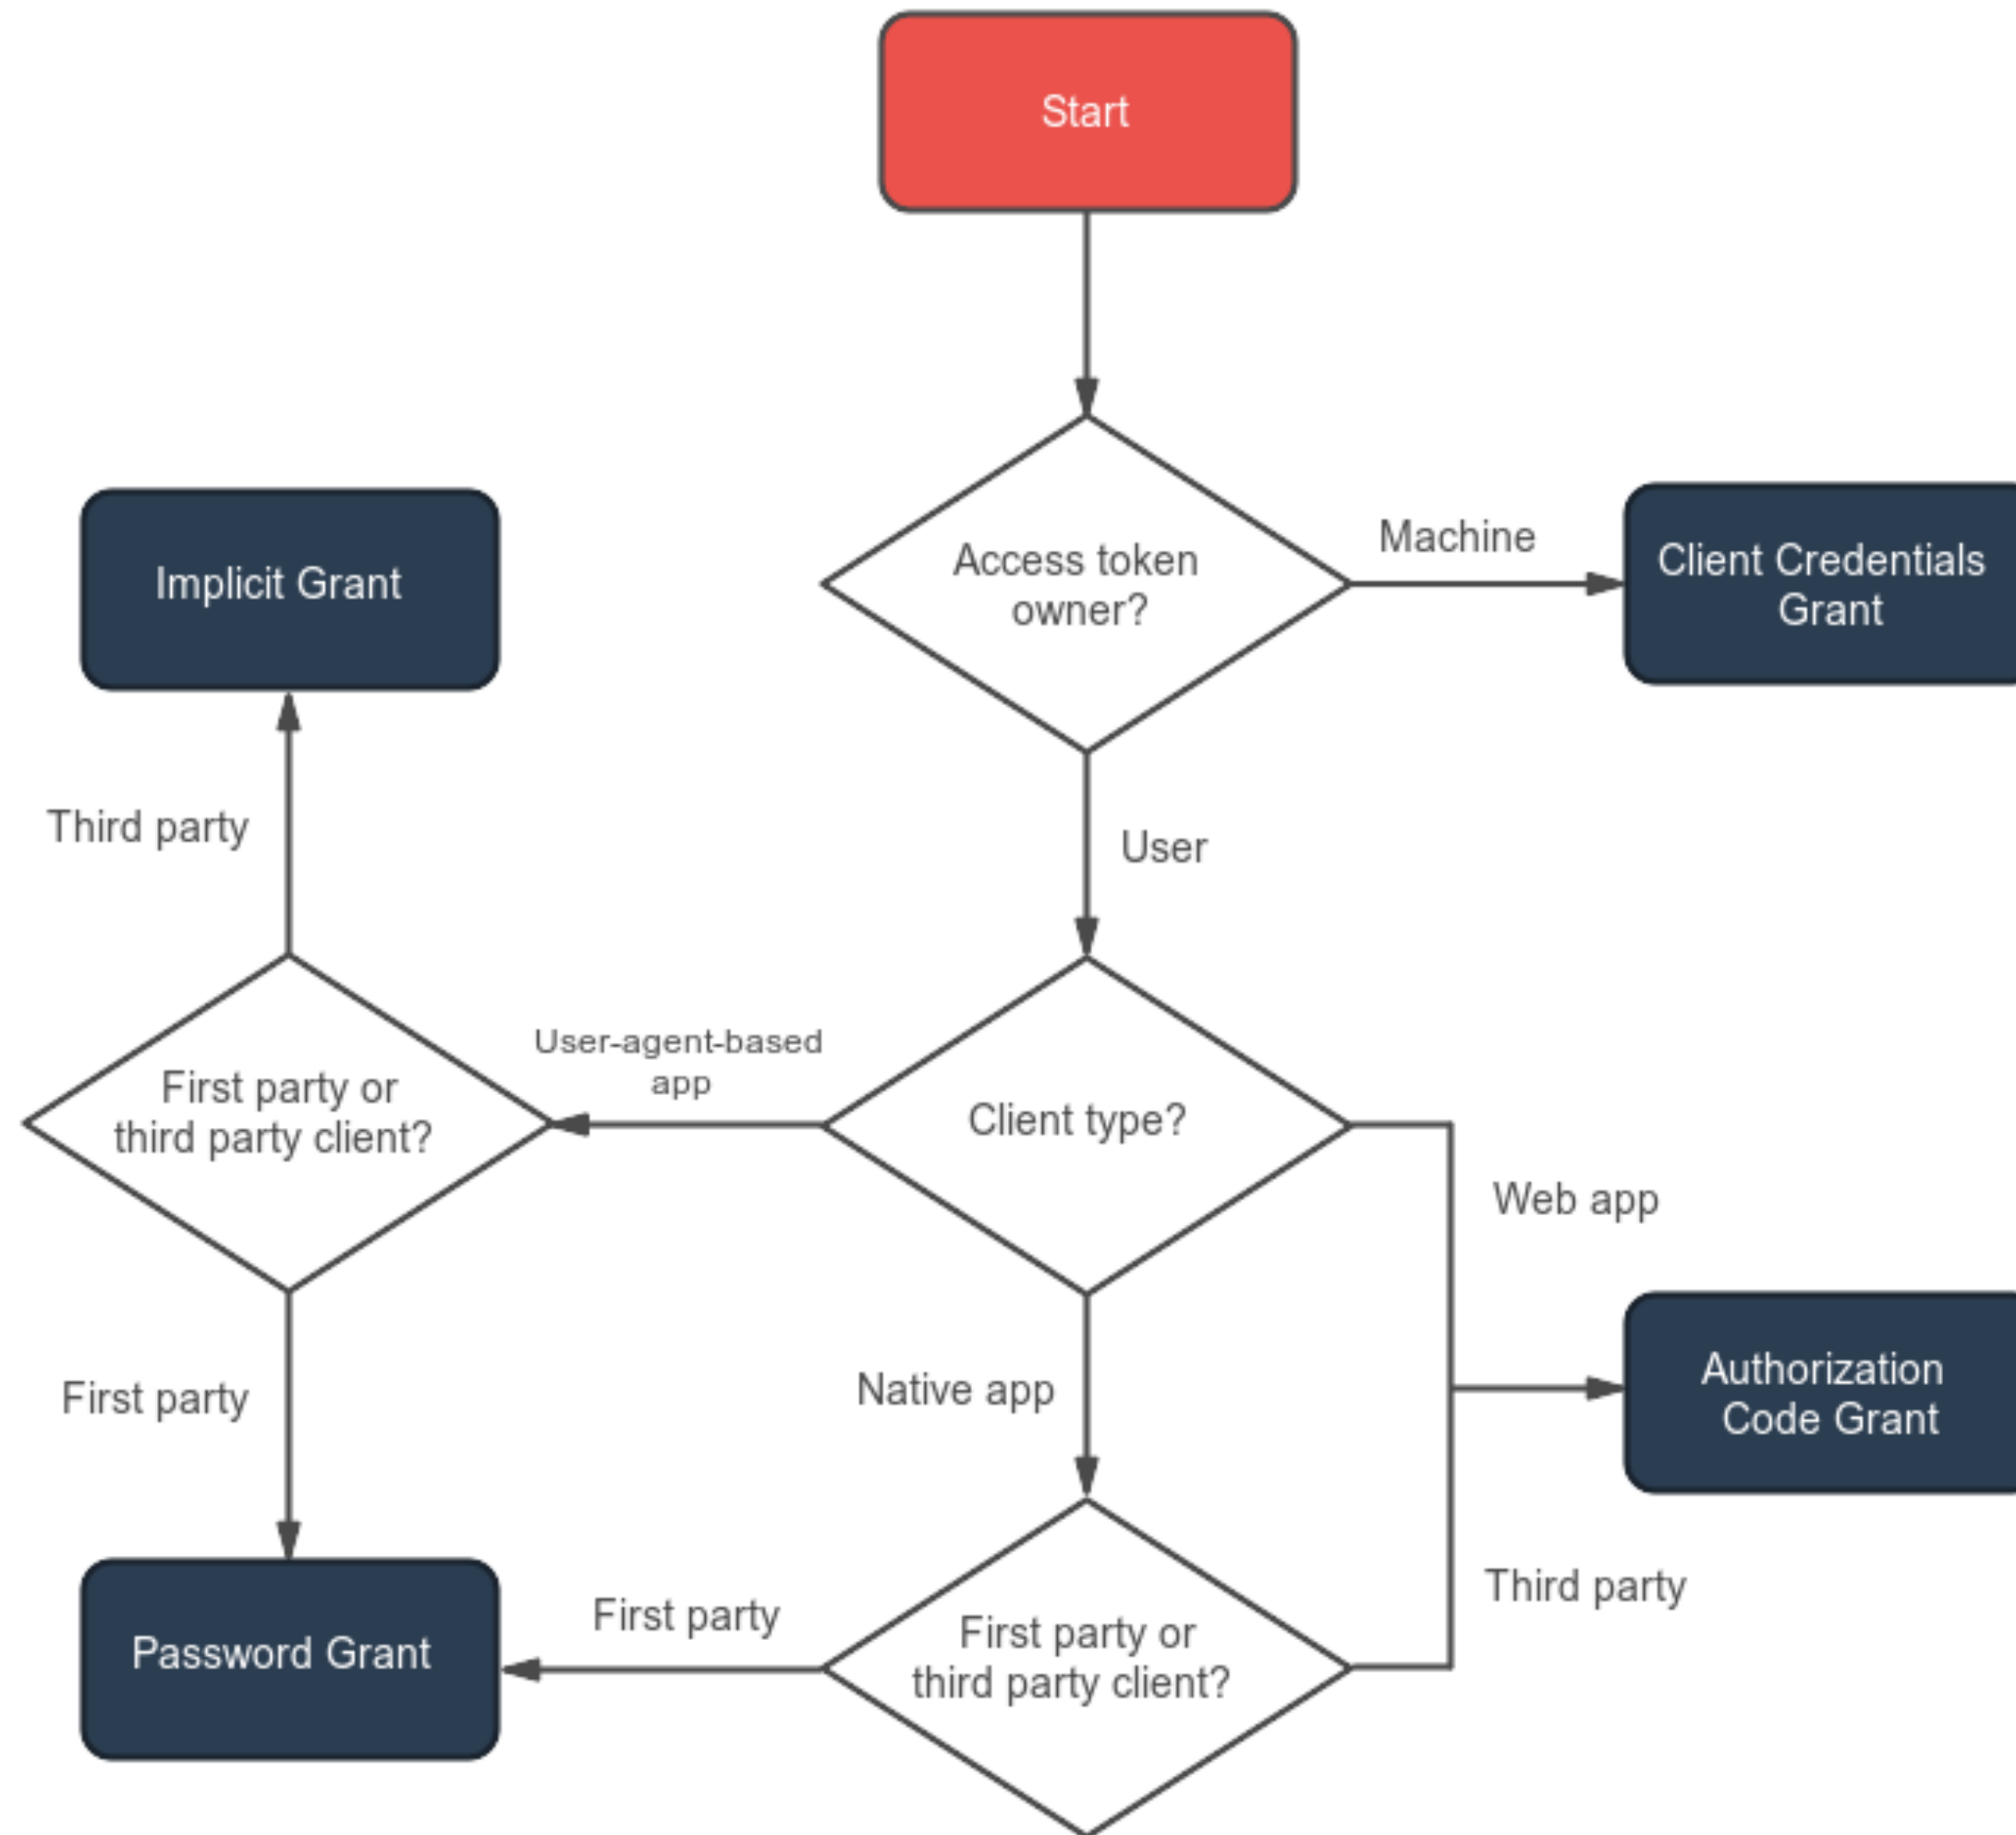 Start
Access token
owner?
Machine
Client Credentials
Grant
Implicit Grant
Third party
User
User-agent-based
app
First party or
third party client?
Client type?
Web app
First party
Native app
Authorization
Code Grant
Third party
First party
Password Grant
First party or
third party client?